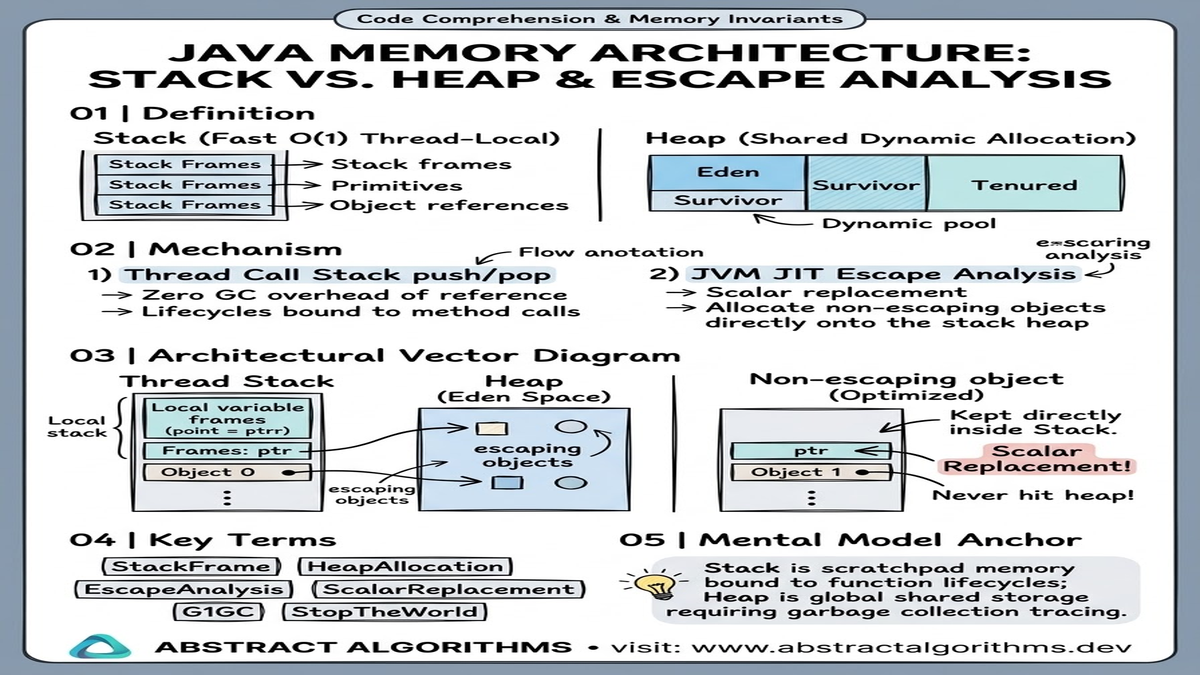 Code Comprehension & Memory Invariants
JAVA MEMORY ARCHITECTURE:
STACK VS. HEAP & ESCAPE ANALYSIS
01 | Definition
Stack (Fast O(1) Thread-Local)
Stack Frames
Stack Frames
Stack Frames
Stack frames
Primitives
Object references
Heap (Shared Dynamic Allocation)
Eden
Survivor
Survivor
Tenured
Dynamic pool
02 | Mechanism
Flow anotation
1) Thread Call Stack push/pop
→ Zero GC overhead of reference
→ Lifecycles bound to method calls
analysis
2) JVM JIT Escape Analysis
→ Scalar replacement
→ Allocate non-escaping objects
directly onto the stack heap
03 | Architectural Vector Diagram
Thread Stack
Local
stack
Local variable
frames
(point = ptrr)
Frames: ptr
Object 0
escaping
objects
Heap
(Eden Space)
escaping
objects
Non-escaping object
(Optimized)
ptr
Object 1
Kept directly
inside Stack.
Scalar
Replacement!
Never hit heap!
04 | Key Terms
StackFrame
HeapAllocation
EscapeAnalysis
ScalarReplacement
G1GC
StopTheWorld
05 | Mental Model Anchor
Stack is scratchpad memory
bound to function lifecycles;
Heap is global shared storage
requiring garbage collection tracing.
ABSTRACT ALGORITHMS • visit: www.abstractalgorithms.dev